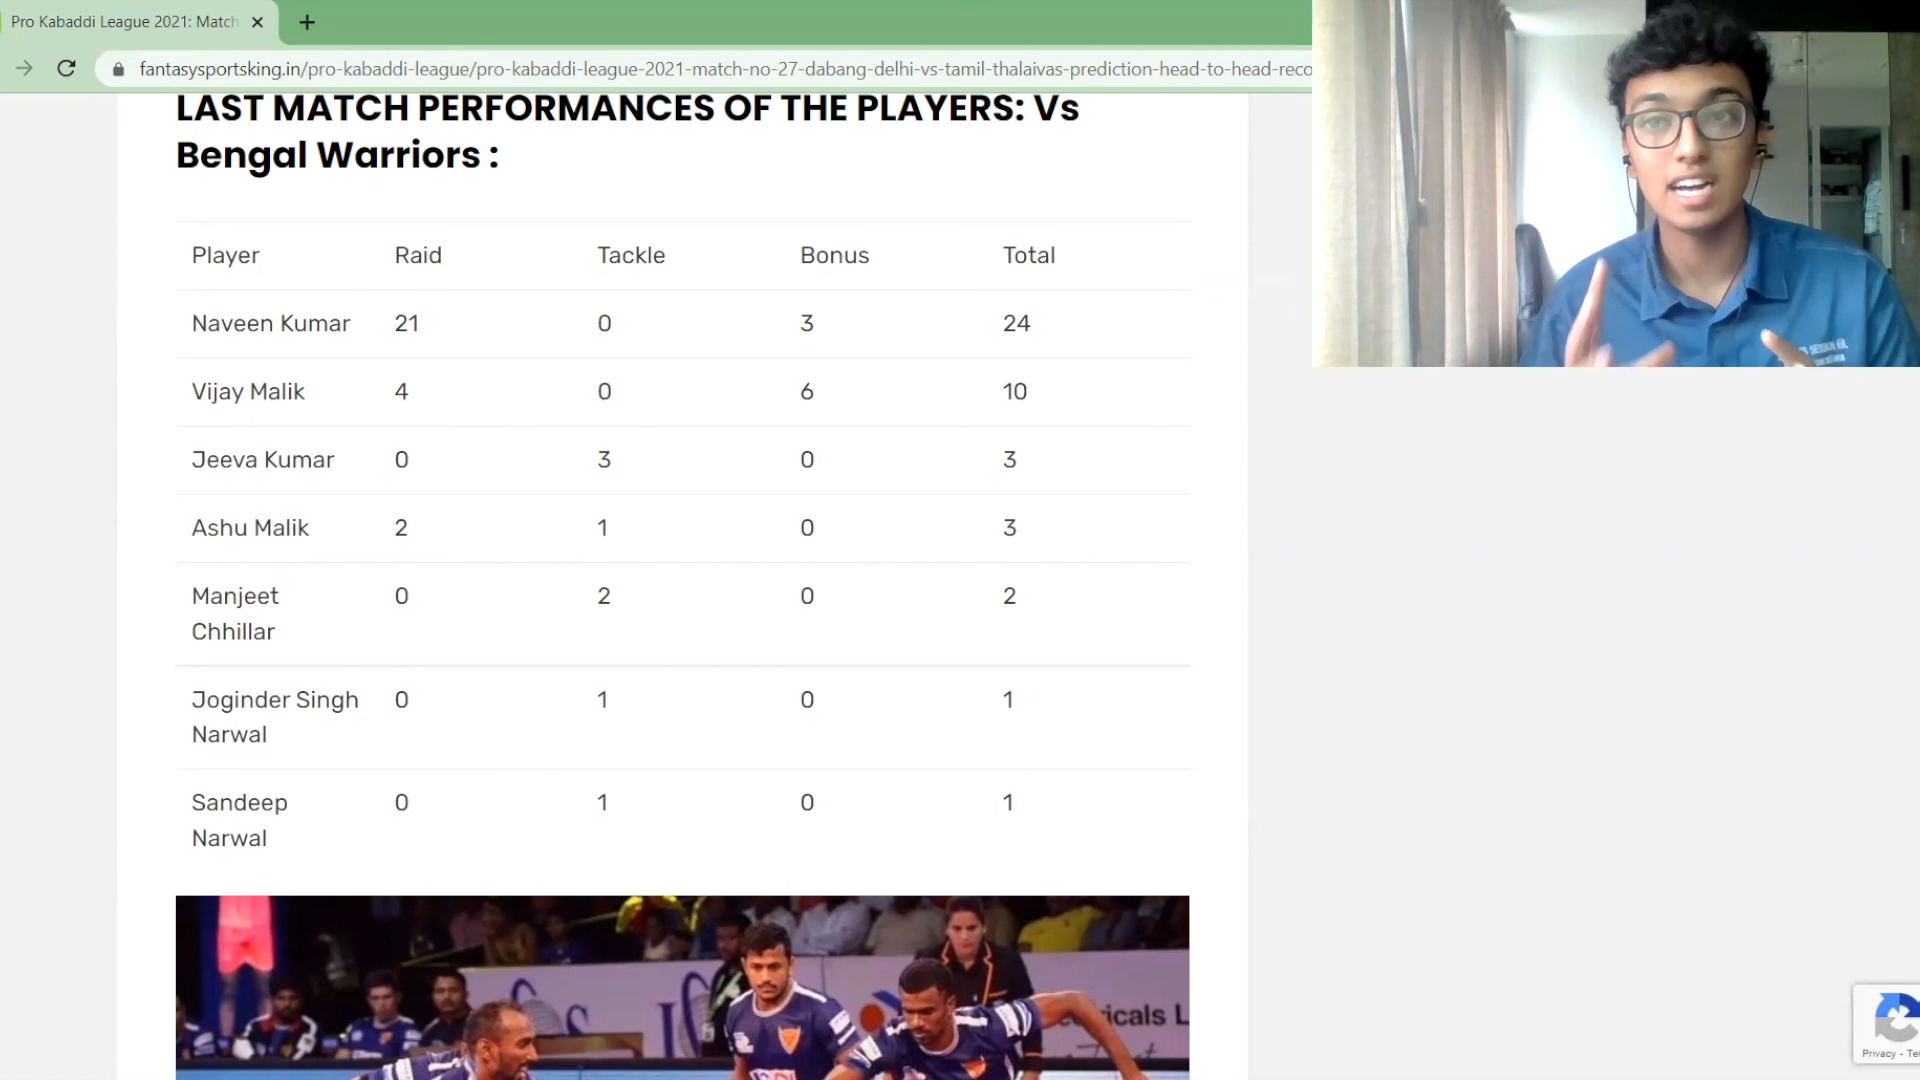 Pro Kabaddi League 2021: Match
fantasysportsking.in/pro-kabaddi-league/pro-kabaddi-league-2021-match-no-27-dabang-delhi-vs-tamil-thalaivas-prediction-head-to-head-reco
LAST MATCH PERFORMANCES OF THE PLAYERS: Vs
Bengal Warriors :
Player Raid Tackle Bonus Total
Naveen Kumar 21 0 3 24
Vijay Malik 4 0 6 10
Jeeva Kumar 0 3 0 3
Ashu Malik 2 1 0 3
Manjeet 0 2 0 2
Chhillar
Joginder Singh 0 1 0 1
Narwal
Sandeep 0 1 0 1
Narwal
icals L
Privacy - Ter